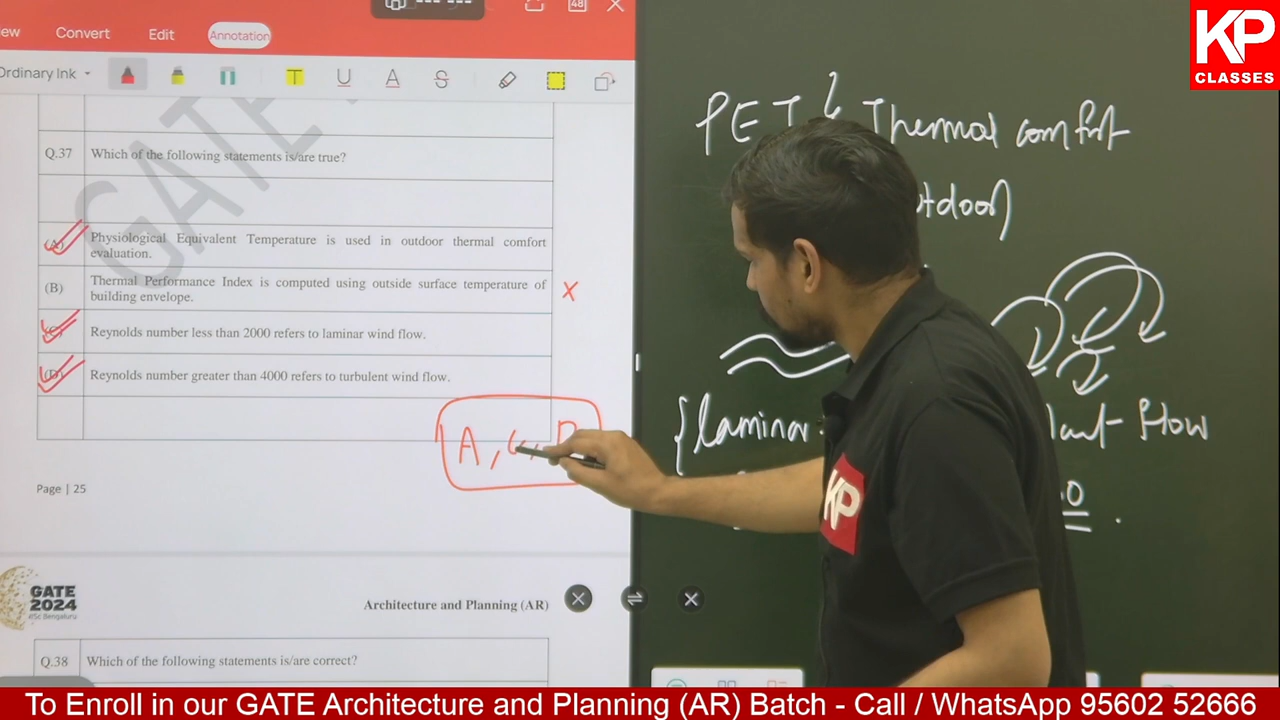 48
KP
CLASSES
ew Convert Edit Annotation
Ordinary Ink
T U A S
GATE
Q.37 Which of the following statements is/are true?
(A) Physiological Equivalent Temperature is used in outdoor thermal comfort
evaluation.
(B) Thermal Performance Index is computed using outside surface temperature of
building envelope.
(C) Reynolds number less than 2000 refers to laminar wind flow.
(D) Reynolds number greater than 4000 refers to turbulent wind flow.
A, C, D
Page | 25
GATE
2024
IISc Bengaluru
Architecture and Planning (AR)
Q.38 Which of the following statements is/are correct?
PET Thermal comfort
utdoor)
laminar
flow
KP
To Enroll in our GATE Architecture and Planning (AR) Batch - Call / WhatsApp 95602 52666